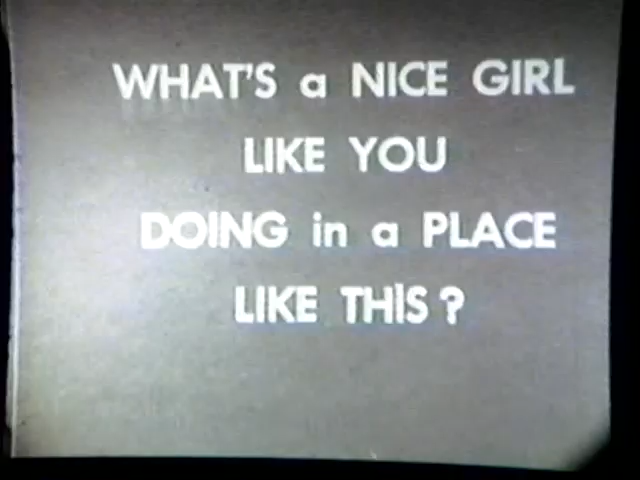 WHAT'S a NICE GIRL
LIKE YOU
DOING in a PLACE
LIKE THIS?